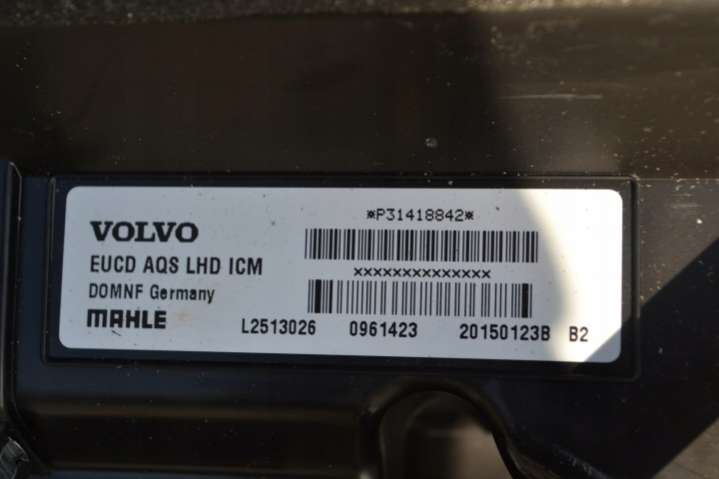 *P31418842*
VOLVO
EUCD AQS LHD ICM
xxxxxxxxxxxxxx
DOMNF Germany
MAHLE
L2513026 0961423 20150123B B2